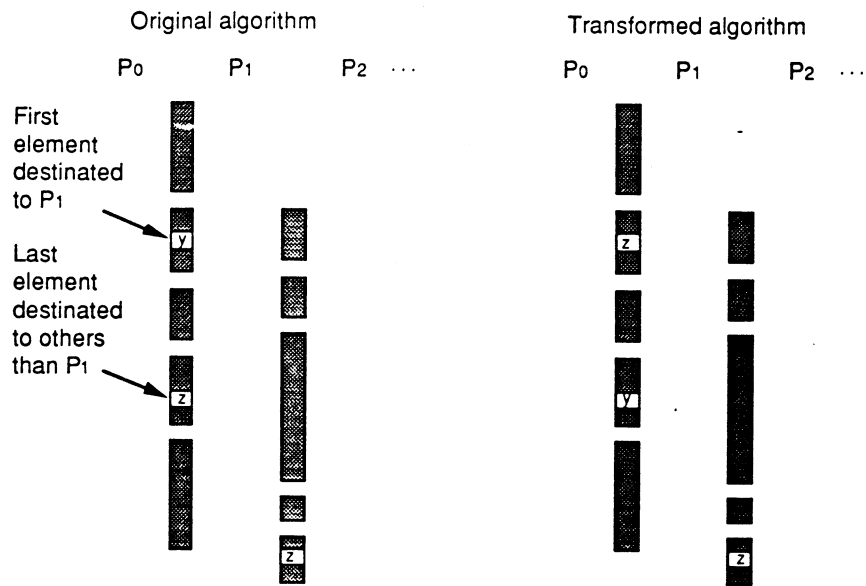 Original algorithm
P0 P1 P2 ...
First
element
destinated
to P1
y
Last
element
destinated
to others
than P1
z
z
Transformed algorithm
P0 P1 P2 ...
z
y
z